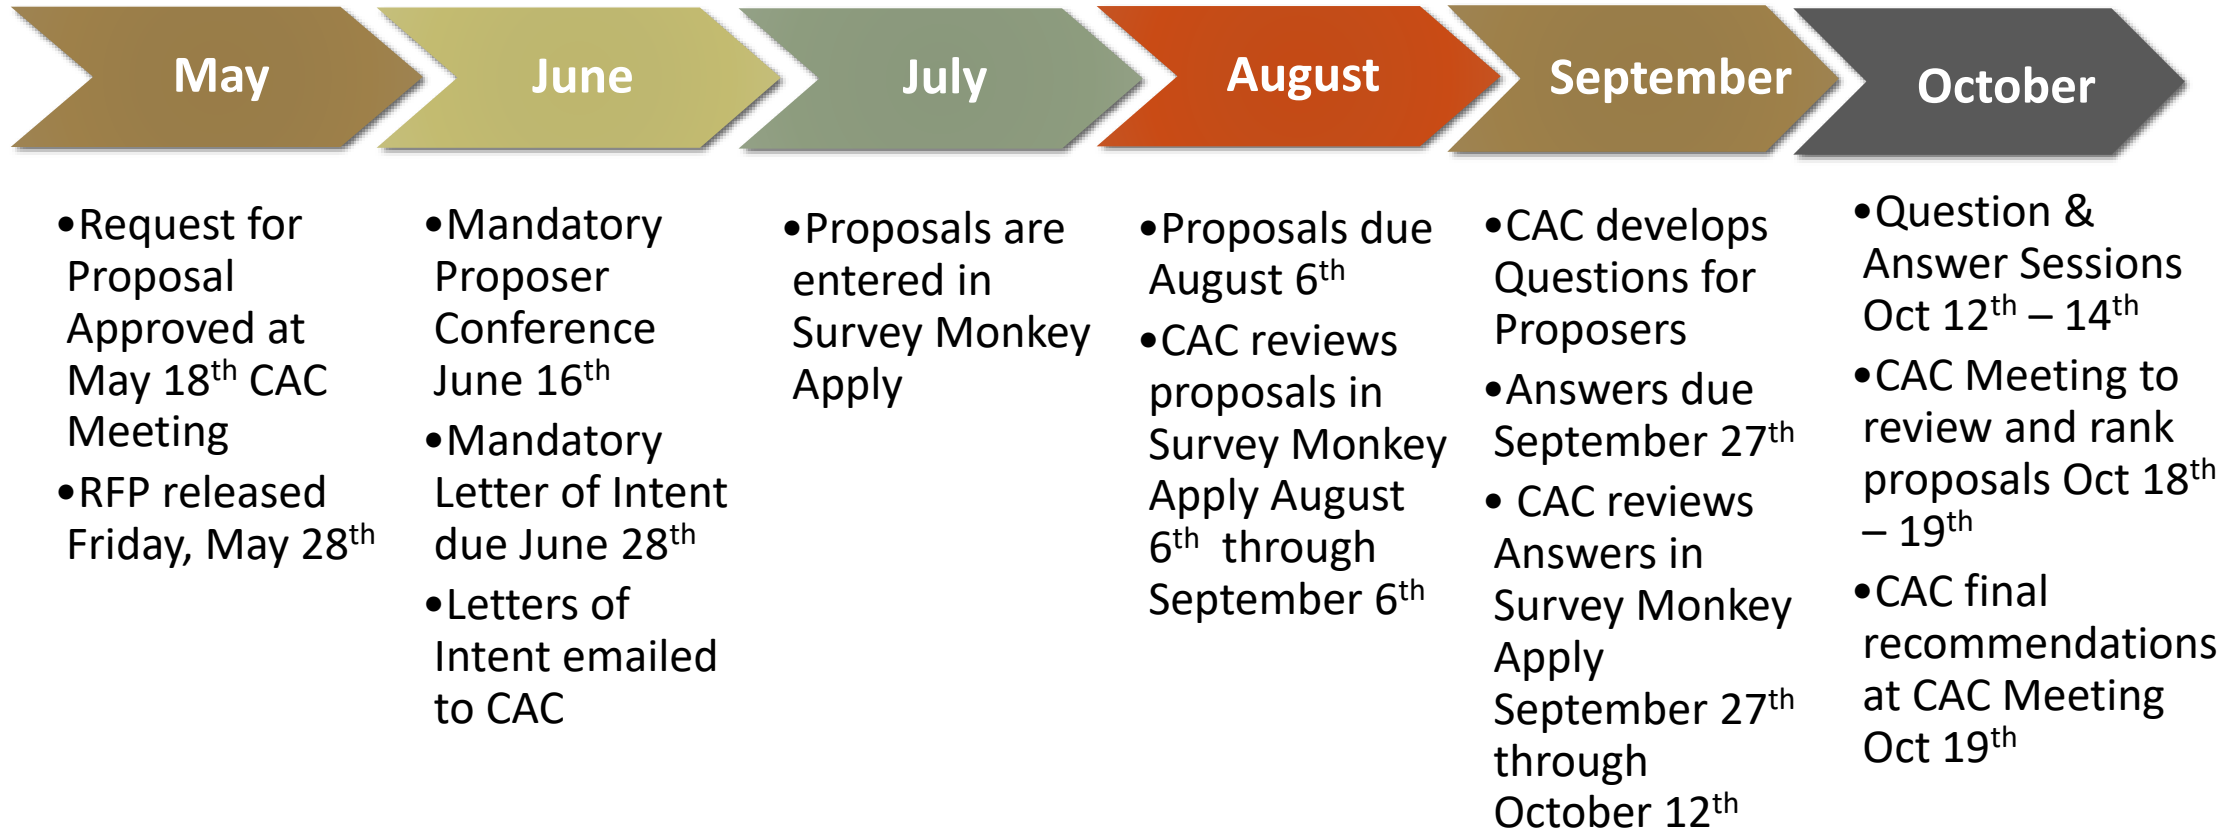 May
June
July
August
September
October
•Request for
Proposal
Approved at
May 18th CAC
Meeting
•RFP released
Friday, May 28th
•Mandatory
Proposer
Conference
June 16th
•Mandatory
Letter of Intent
due June 28th
•Letters of
Intent emailed
to CAC
•Proposals are
entered in
Survey Monkey
Apply
•Proposals due
August 6th
•CAC reviews
proposals in
Survey Monkey
Apply August
6th through
September 6th
•CAC develops
Questions for
Proposers
•Answers due
September 27th
• CAC reviews
Answers in
Survey Monkey
Apply
September 27th
through
October 12th
•Question &
Answer Sessions
Oct 12th – 14th
•CAC Meeting to
review and rank
proposals Oct 18th
– 19th
•CAC final
recommendations
at CAC Meeting
Oct 19th